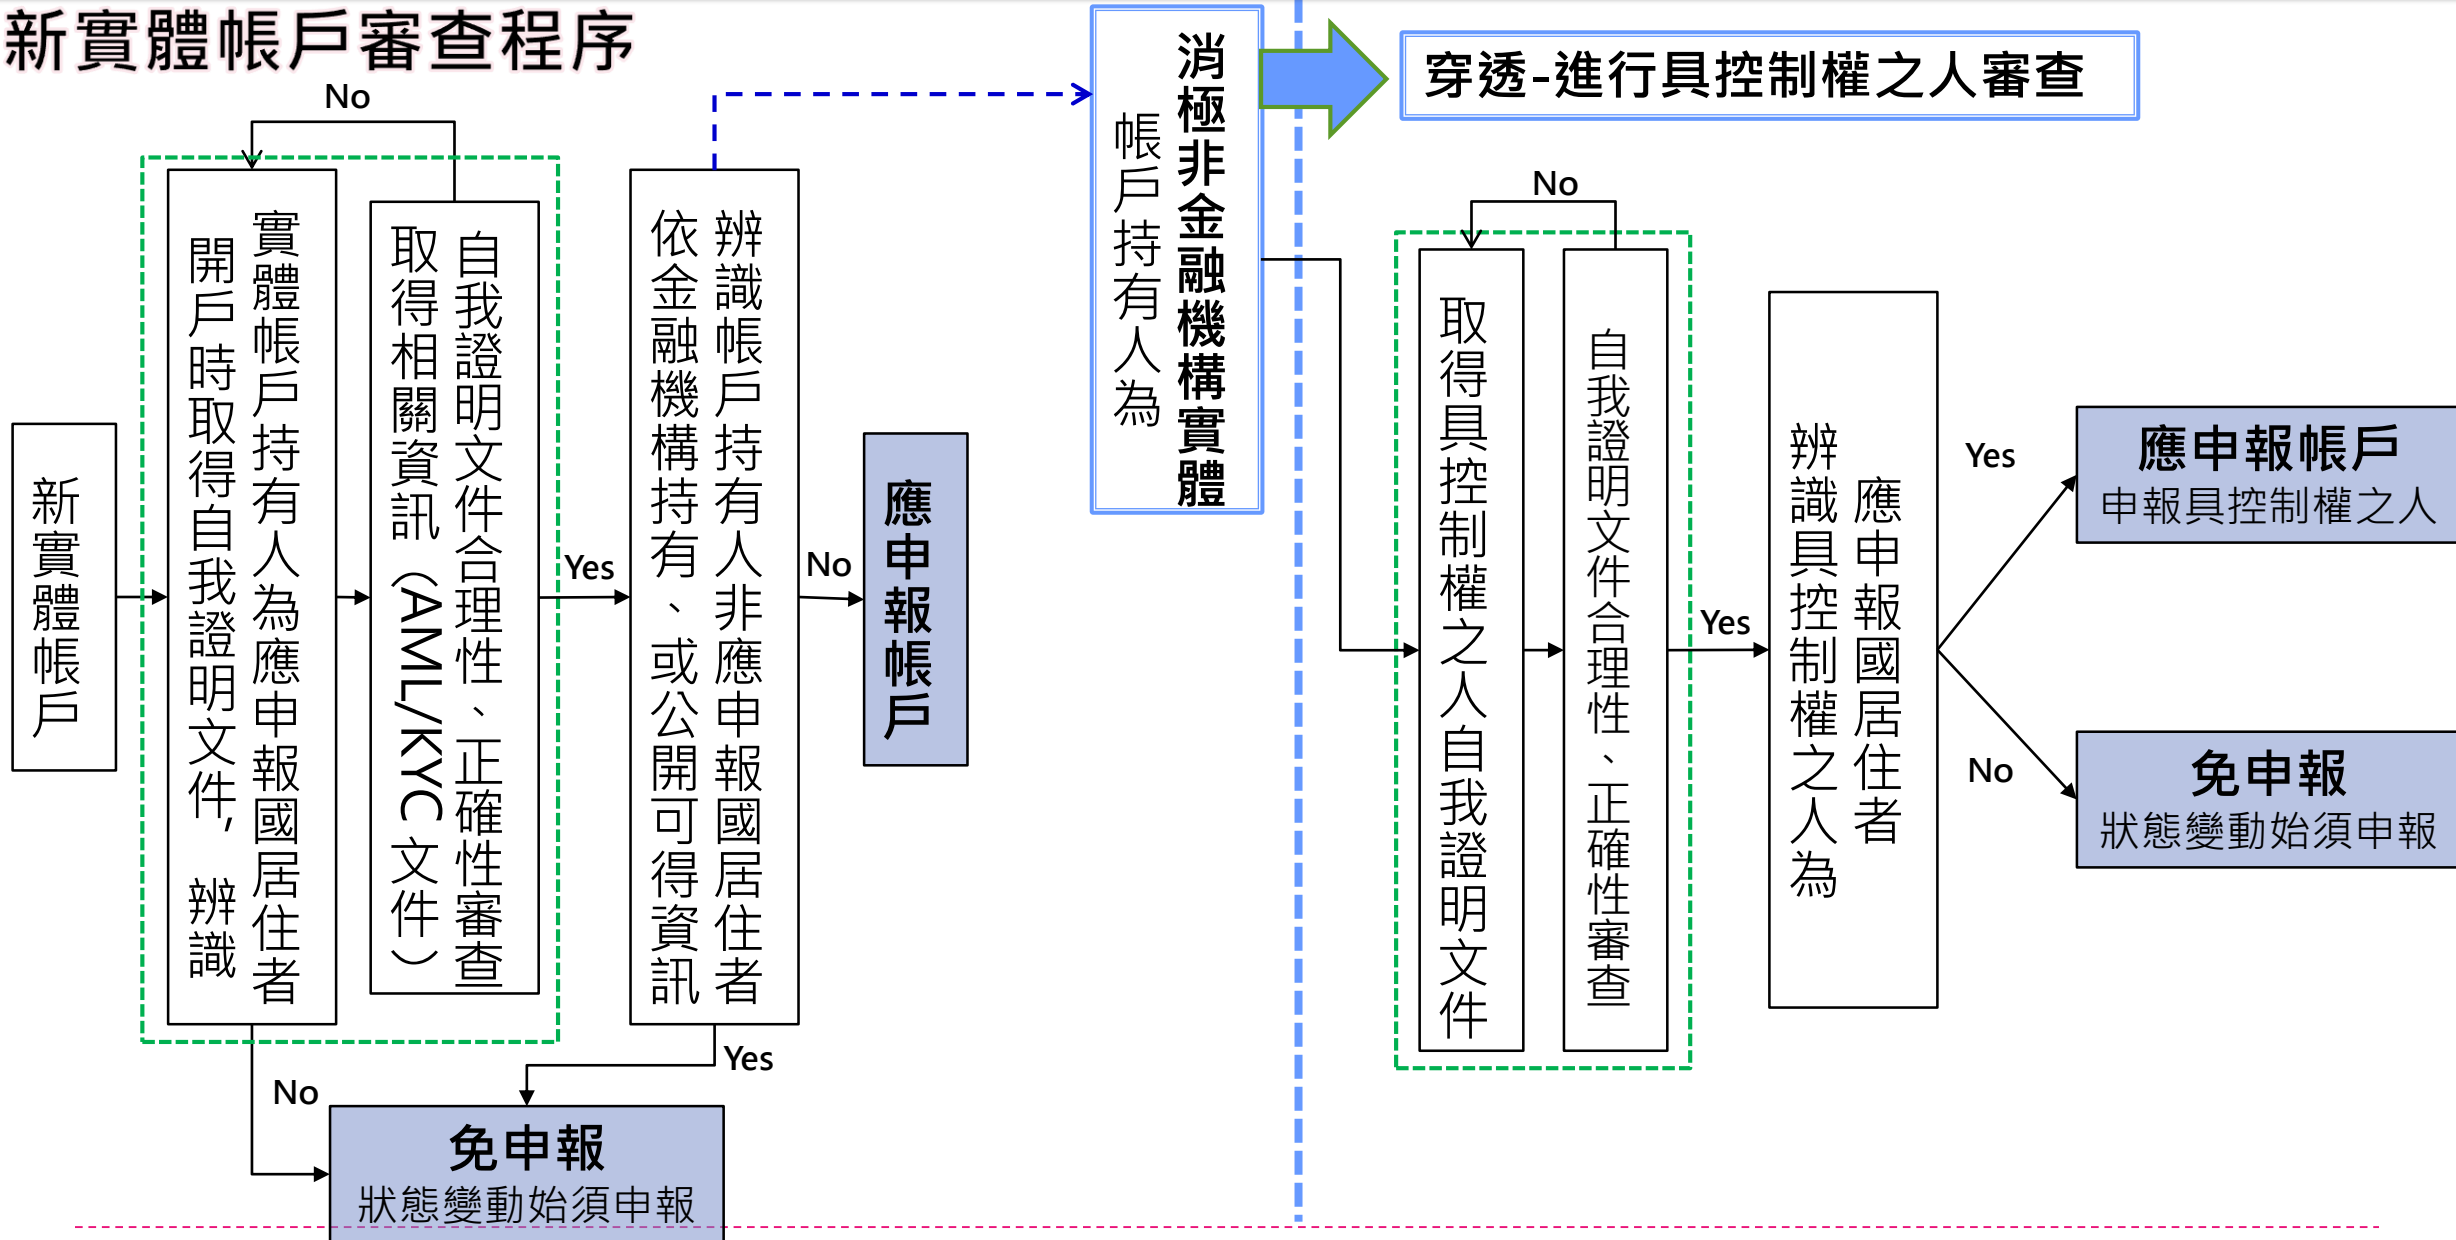 新實體帳戶審查程序
No
新實體帳戶
開戶時取得自我證明文件, 辨識
實體帳戶持有人為應申報國居住者
取得相關資訊（AML/KYC文件）
自我證明文件合理性、正確性審查
Yes
依金融機構持有、或公開可得資訊
辨識帳戶持有人非應申報國居住者
No
應申報帳戶
Yes
No
免申報
狀態變動始須申報
帳戶持有人為
消極非金融機構實體
穿透-進行具控制權之人審查
No
取得具控制權之人自我證明文件
自我證明文件合理性、正確性審查
Yes
辨識具控制權之人為
應申報國居住者
Yes
應申報帳戶
申報具控制權之人
No
免申報
狀態變動始須申報